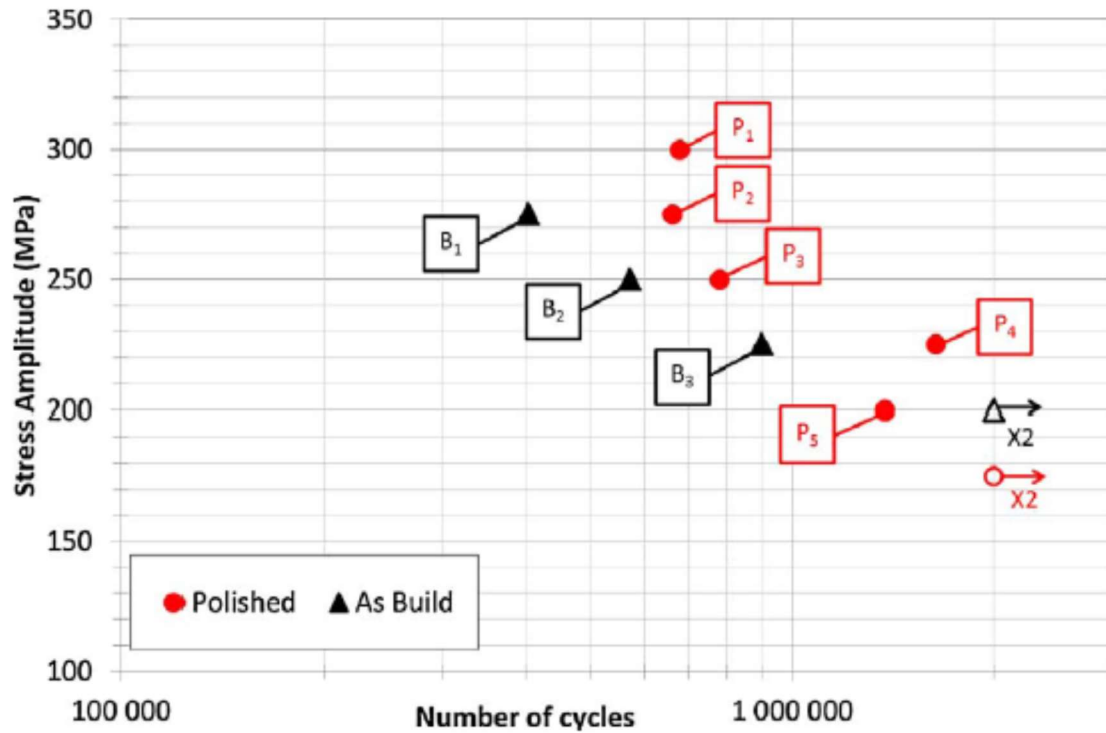 350
300
250
200
150
100
Stress Amplitude (MPa)
P₁
P₂
B₁
P₃
B₂
P₄
B₃
P₅
X2
X2
Polished
As Build
100 000
Number of cycles
1 000 000